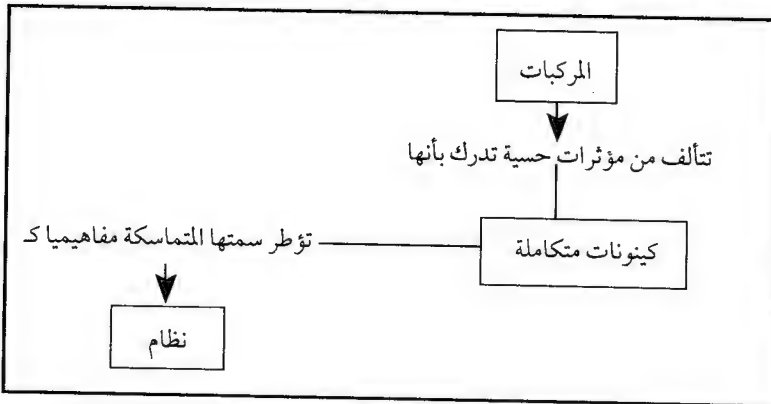 المركبات
تتألف من مؤثرات حسية تدرك بأنها
كينونات متكاملة
تؤطر سمتها المتماسكة مفاهيميا كـ
نظام